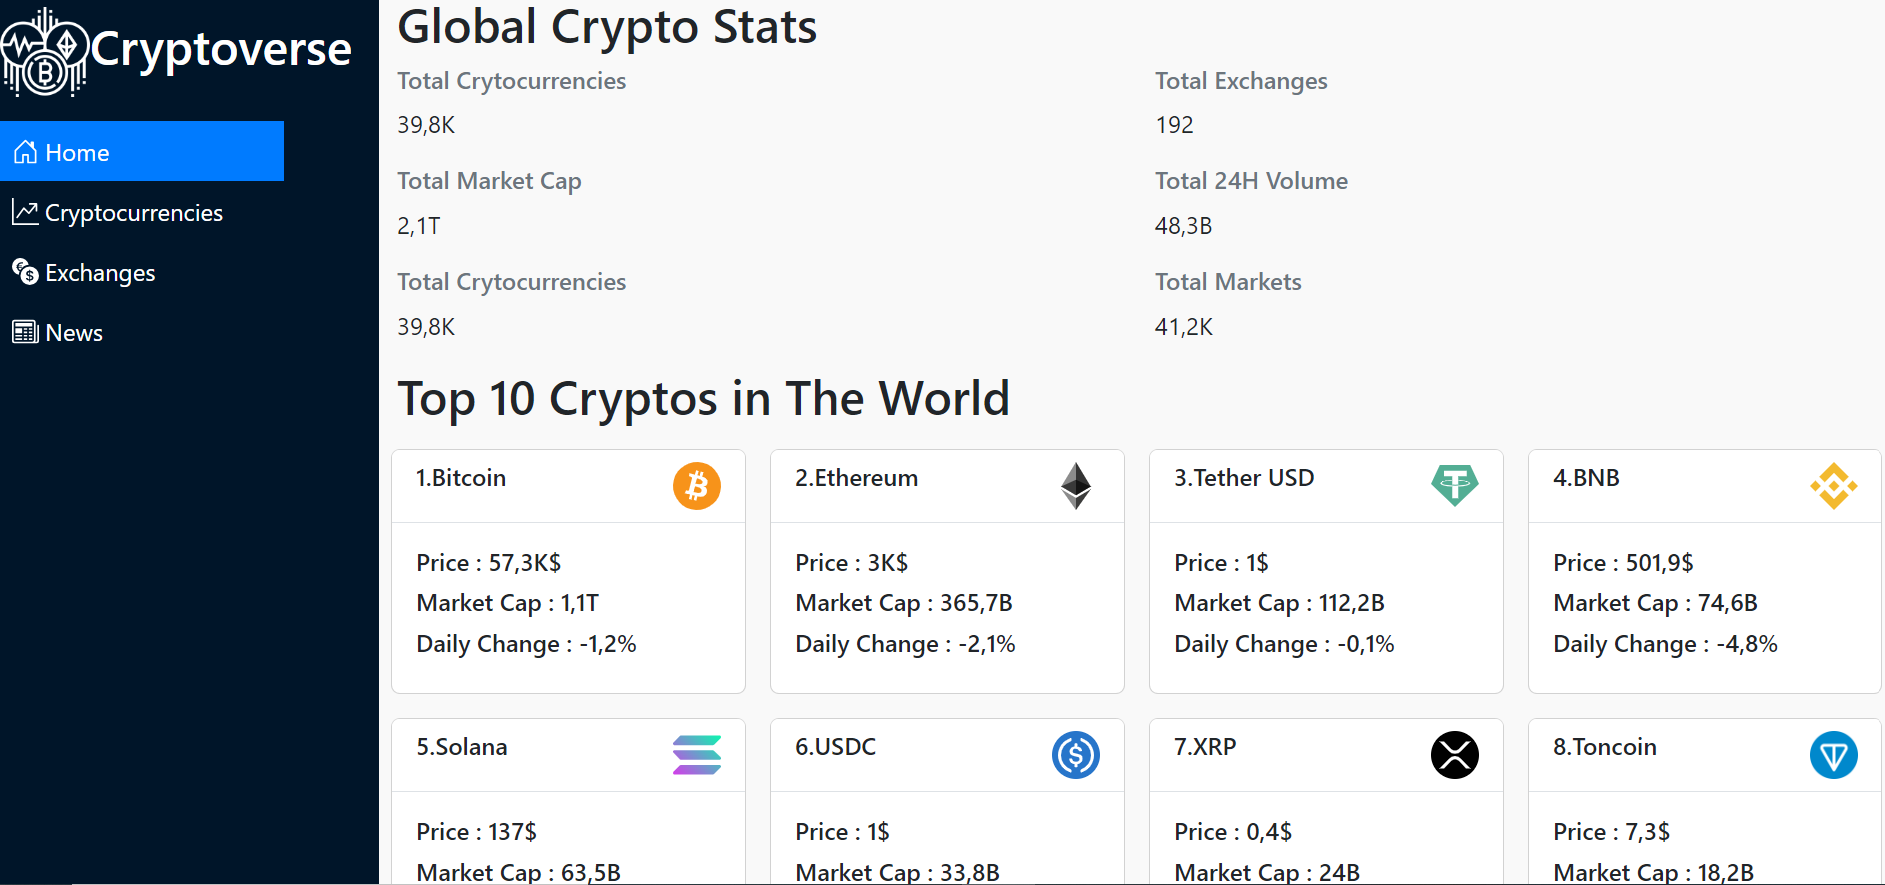 Cryptoverse
Home
Cryptocurrencies
Exchanges
News
Global Crypto Stats
Total Crytocurrencies
39,8K
Total Exchanges
192
Total Market Cap
2,1T
Total 24H Volume
48,3B
Total Crytocurrencies
39,8K
Total Markets
41,2K
Top 10 Cryptos in The World
1.Bitcoin
Price : 57,3K$
Market Cap : 1,1T
Daily Change : -1,2%
2.Ethereum
Price : 3K$
Market Cap : 365,7B
Daily Change : -2,1%
3.Tether USD
Price : 1$
Market Cap : 112,2B
Daily Change : -0,1%
4.BNB
Price : 501,9$
Market Cap : 74,6B
Daily Change : -4,8%
5.Solana
Price : 137$
Market Cap : 63,5B
6.USDC
Price : 1$
Market Cap : 33,8B
7.XRP
Price : 0,4$
Market Cap : 24B
8.Toncoin
Price : 7,3$
Market Cap : 18,2B